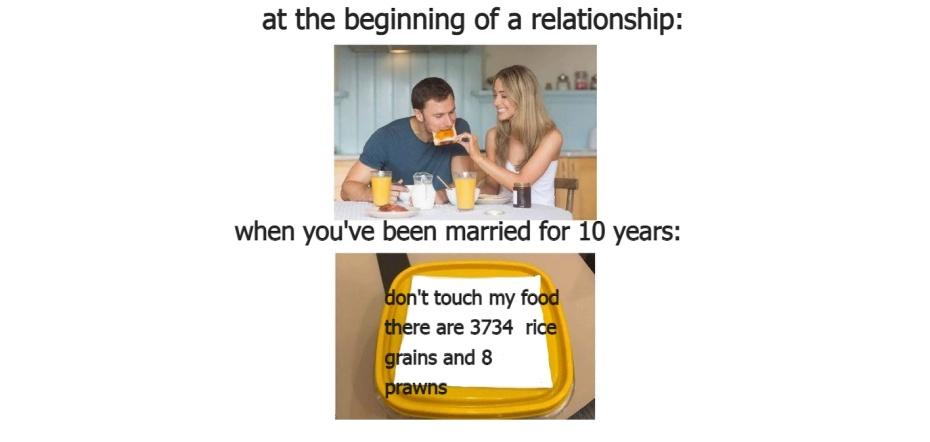 at the beginning of a relationship:
when you've been married for 10 years:
don't touch my food
there are 3734 rice
grains and 8
prawns